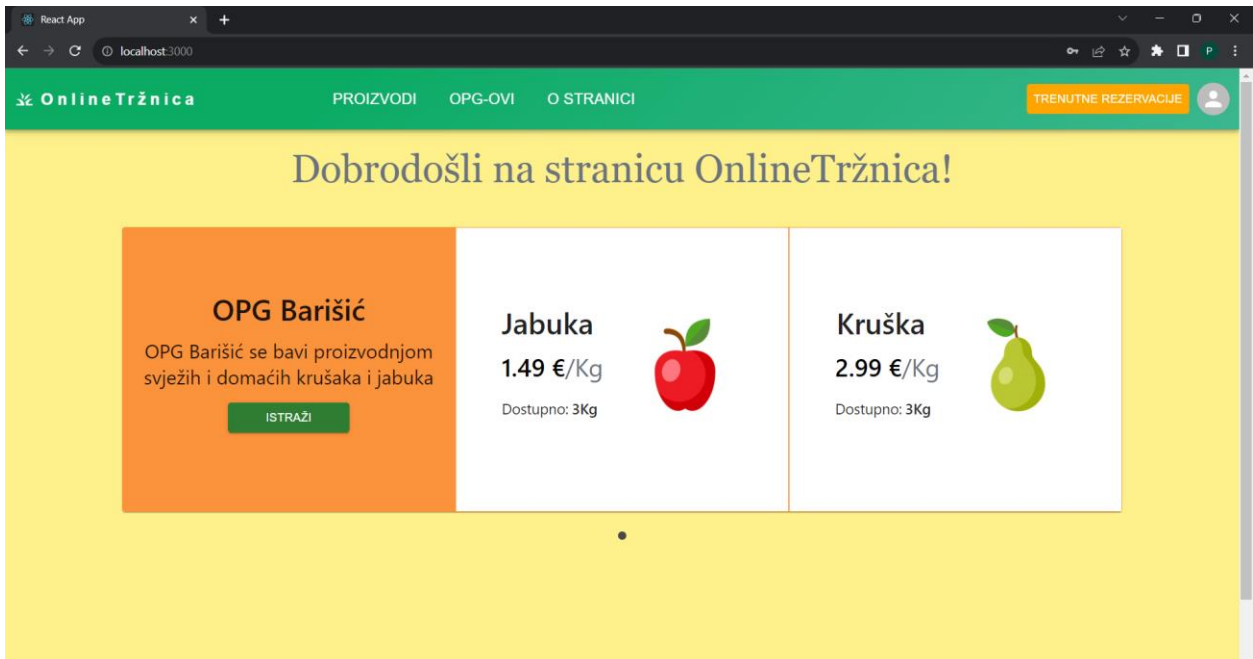 React App
localhost:3000
P
OnlineTržnica PROIZVODI OPG-OVI O STRANICI TRENUTNE REZERVACIJE
Dobrodošli na stranicu OnlineTržnica!
OPG Barišić
OPG Barišić se bavi proizvodnjom
svježih i domaćih krušaka i jabuka
ISTRAŽI
Jabuka
1.49 €/Kg
Dostupno: 3Kg
Kruška
2.99 €/Kg
Dostupno: 3Kg